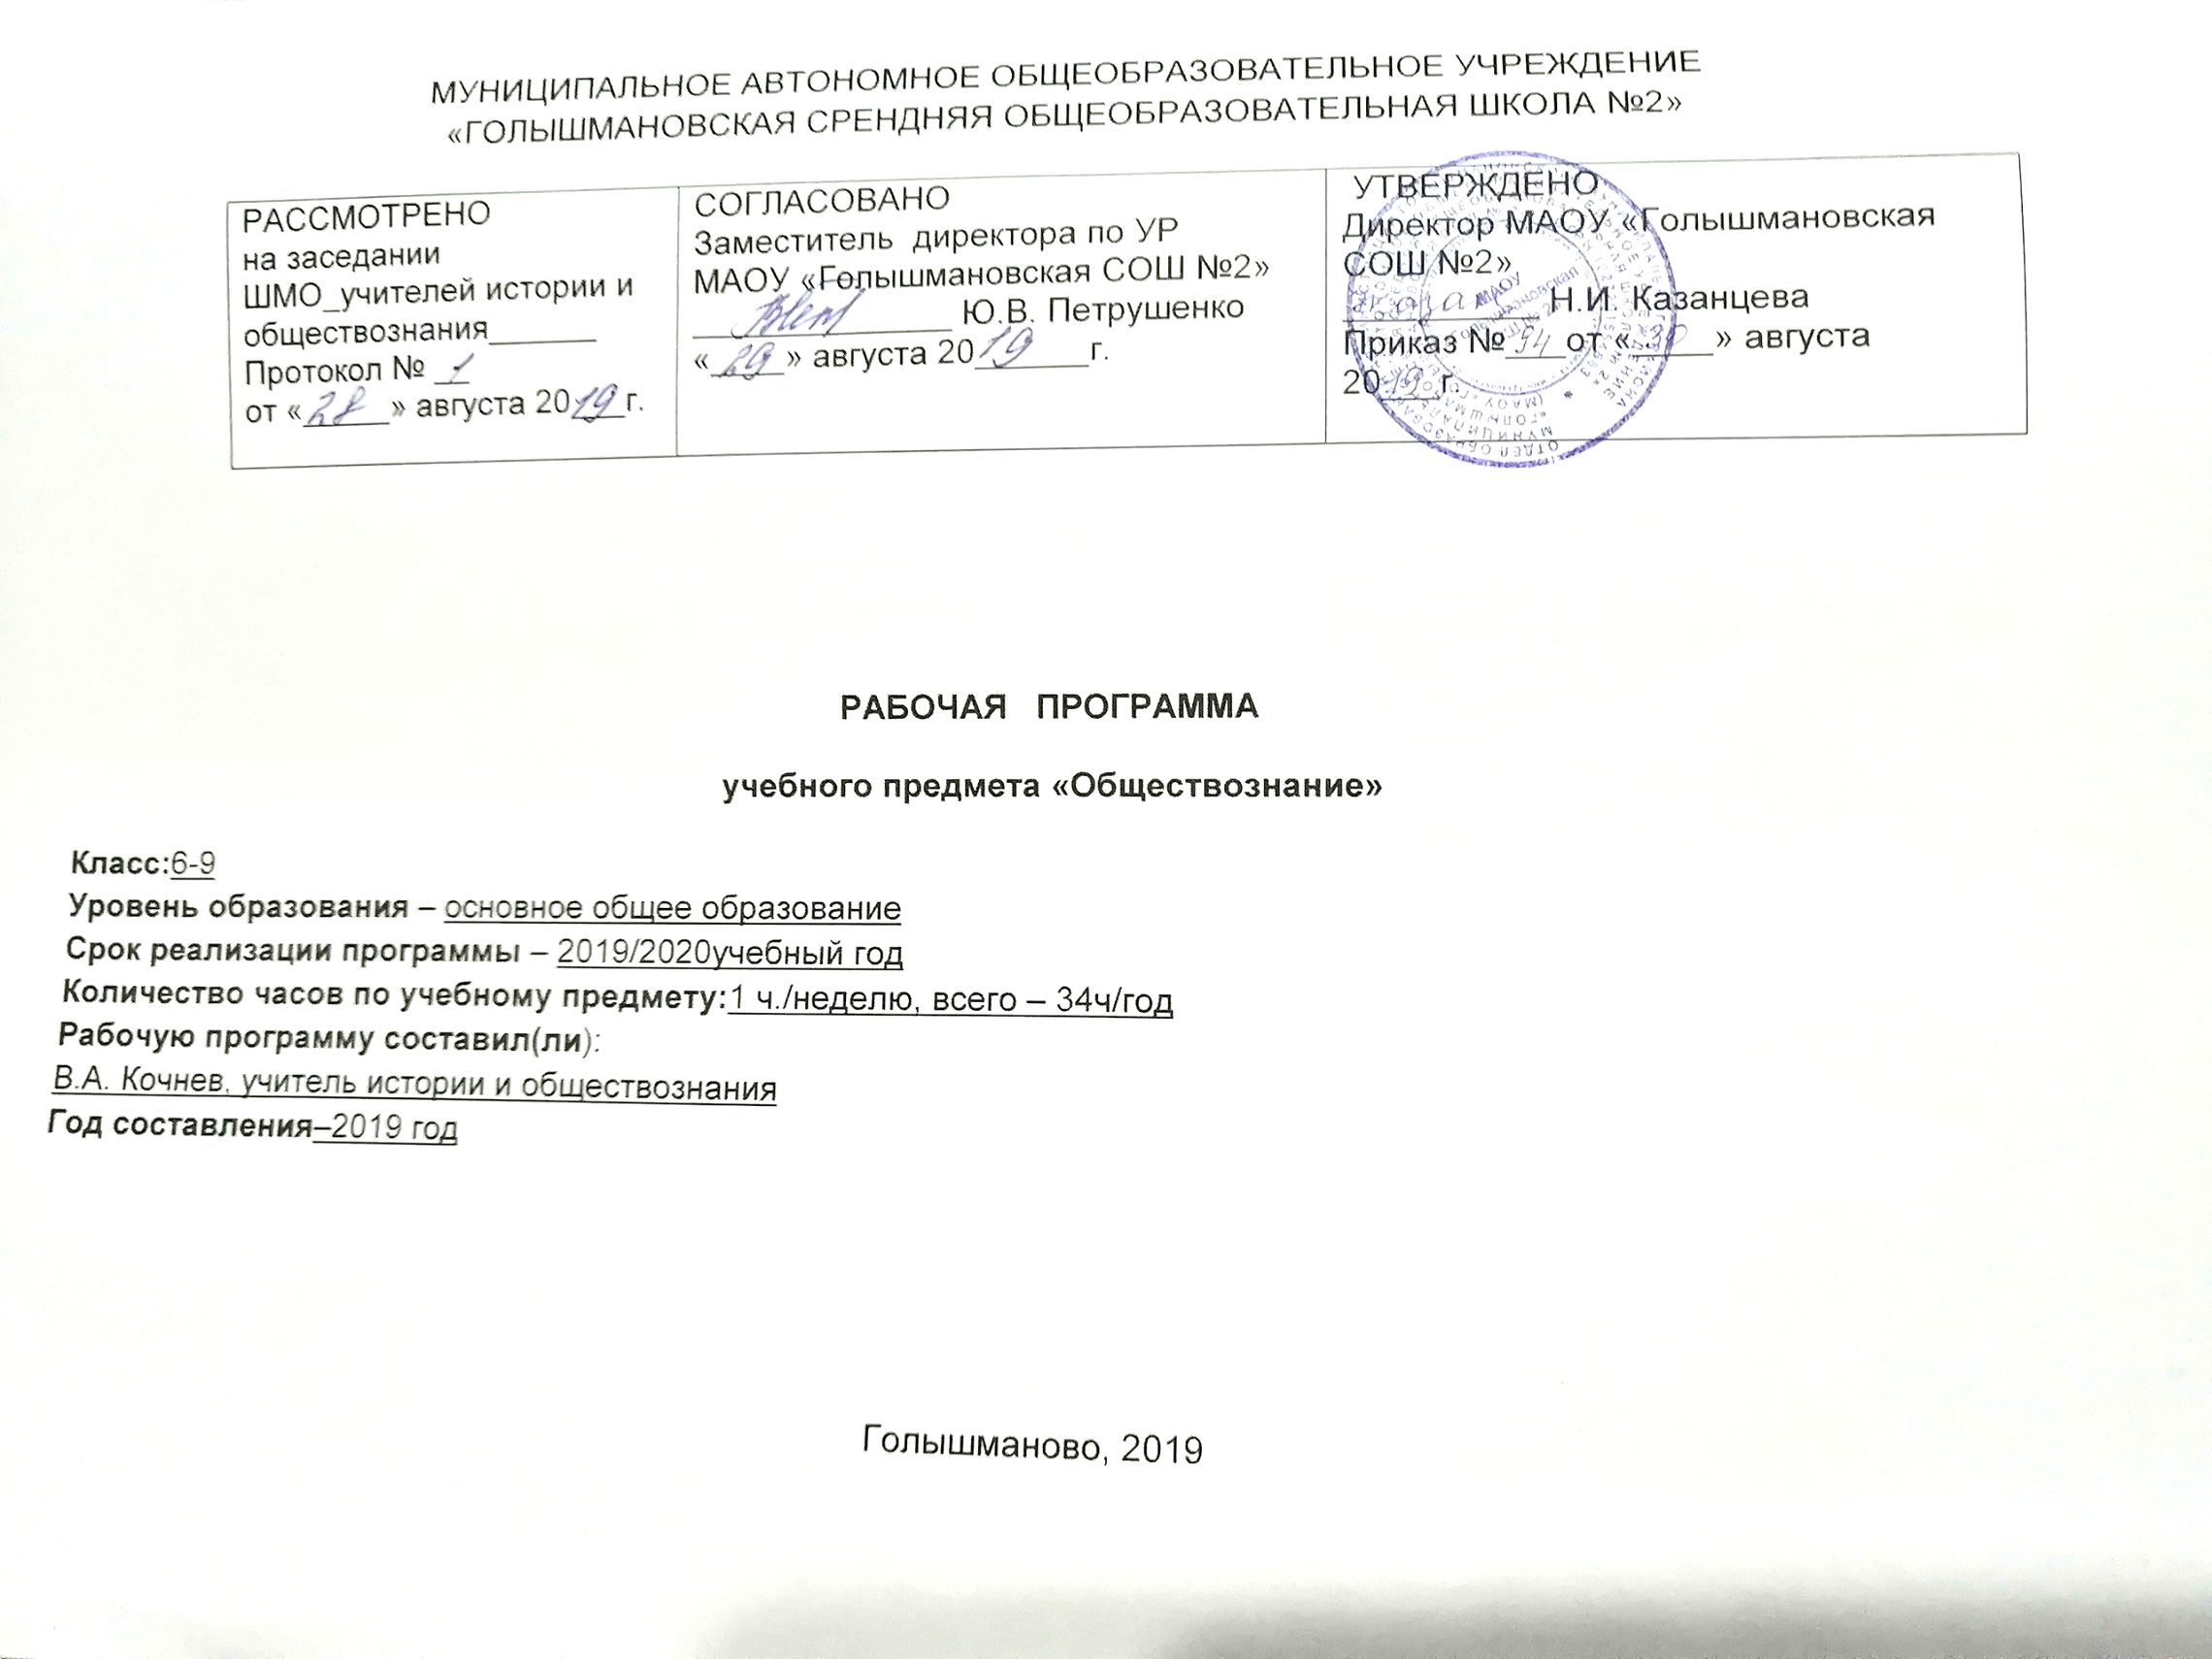 МУНИЦИПАЛЬНОЕ АВТОНОМНОЕ ОБЩЕОБРАЗОВАТЕЛЬНОЕ УЧРЕЖДЕНИЕ
«ГОЛЫШМАНОВСКАЯ СРЕНДНЯЯ ОБЩЕОБРАЗОВАТЕЛЬНАЯ ШКОЛА №2»
РАССМОТРЕНО
на заседании
ШМО_учителей истории и
обществознания_______
Протокол № 1
от «28» августа 2019г.
СОГЛАСОВАНО
Заместитель директора по УР
МАОУ «Голышмановская СОШ №2»
Ю.В. Петрушенко
«29» августа 2019 г.
УТВЕРЖДЕНО
Директор МАОУ «Голышмановская
СОШ №2»
Н.И. Казанцева
Приказ № 94 от «30» августа
2019 г.
РАБОЧАЯ ПРОГРАММА
учебного предмета «Обществознание»
Класс:6-9
Уровень образования – основное общее образование
Срок реализации программы – 2019/2020учебный год
Количество часов по учебному предмету:1 ч./неделю, всего – 34ч/год
Рабочую программу составил(ли):
В.А. Кочнев, учитель истории и обществознания
Год составления–2019 год
Голышманово, 2019